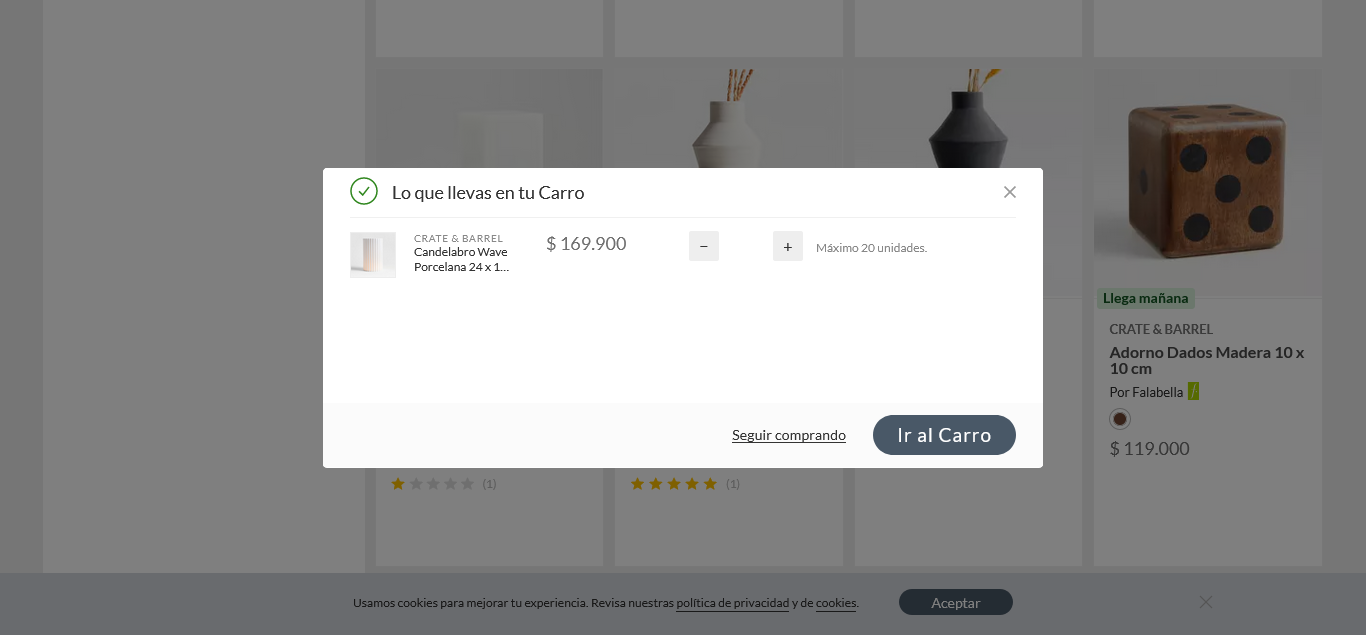 Lo que llevas en tu Carro
CRATE & BARREL
Candelabro Wave
Porcelana 24 x 1...
$ 169.900
−
+
Máximo 20 unidades.
Seguir comprando
Ir al Carro
Llega mañana
CRATE & BARREL
Adorno Dados Madera 10 x
10 cm
Por Falabella
$ 119.000
(1)
(1)
Usamos cookies para mejorar tu experiencia. Revisa nuestras política de privacidad y de cookies.
Aceptar